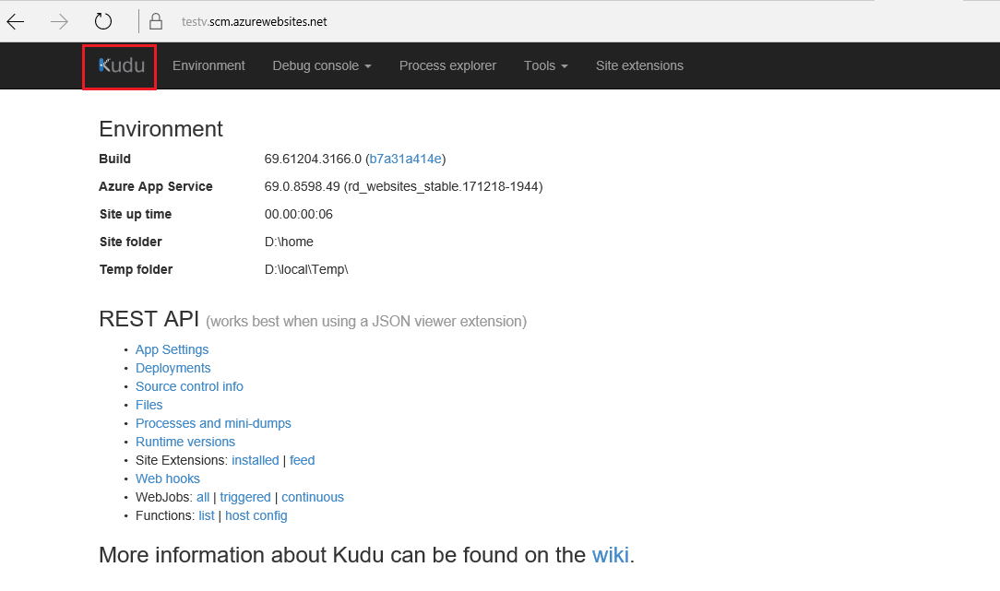 testv.scm.azurewebsites.net
Kudu Environment Debug console Process explorer Tools Site extensions
Environment
Build 69.61204.3166.0 (b7a31a414e)
Azure App Service 69.0.8598.49 (rd_websites_stable.171218-1944)
Site up time 00.00:00:06
Site folder D:\home
Temp folder D:\local\Temp\
REST API (works best when using a JSON viewer extension)
• App Settings
• Deployments
• Source control info
• Files
• Processes and mini-dumps
• Runtime versions
• Site Extensions: installed | feed
• Web hooks
• WebJobs: all | triggered | continuous
• Functions: list | host config
More information about Kudu can be found on the wiki.